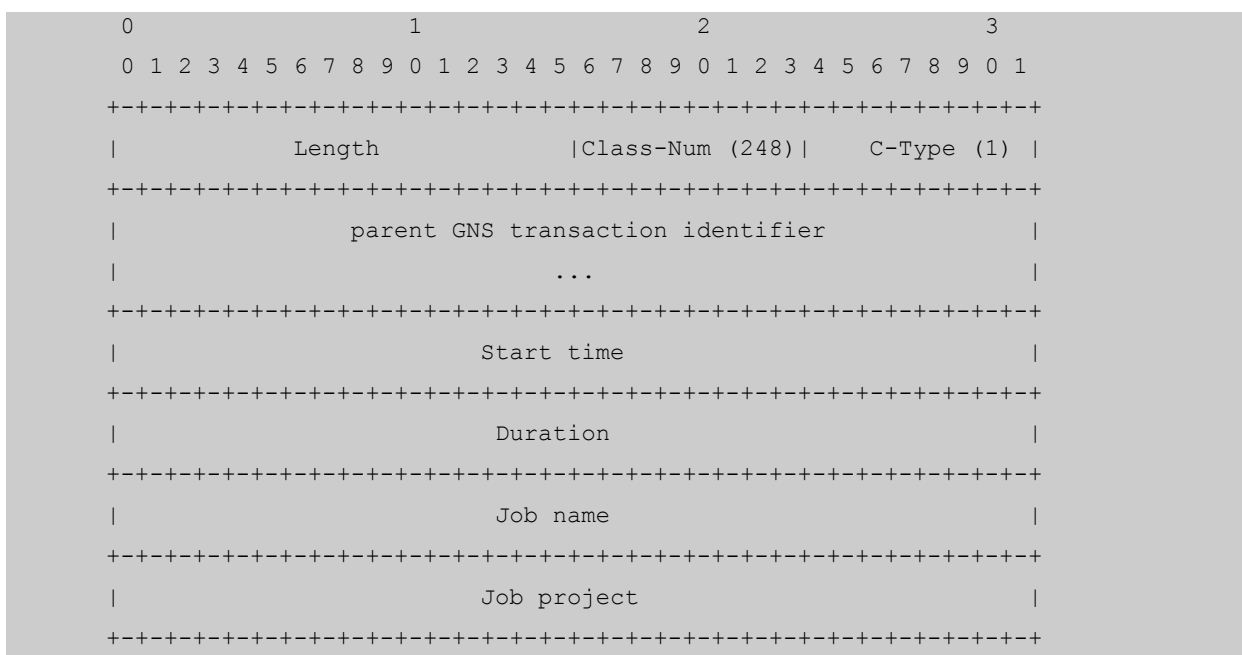 0                   1                   2                   3
0 1 2 3 4 5 6 7 8 9 0 1 2 3 4 5 6 7 8 9 0 1 2 3 4 5 6 7 8 9 0 1
+-+-+-+-+-+-+-+-+-+-+-+-+-+-+-+-+-+-+-+-+-+-+-+-+-+-+-+-+-+-+-+-+
|            Length             |Class-Num (248)|    C-Type (1) |
+-+-+-+-+-+-+-+-+-+-+-+-+-+-+-+-+-+-+-+-+-+-+-+-+-+-+-+-+-+-+-+-+
|                parent GNS transaction identifier              |
|                              ...                              |
+-+-+-+-+-+-+-+-+-+-+-+-+-+-+-+-+-+-+-+-+-+-+-+-+-+-+-+-+-+-+-+-+
|                         Start time                            |
+-+-+-+-+-+-+-+-+-+-+-+-+-+-+-+-+-+-+-+-+-+-+-+-+-+-+-+-+-+-+-+-+
|                          Duration                             |
+-+-+-+-+-+-+-+-+-+-+-+-+-+-+-+-+-+-+-+-+-+-+-+-+-+-+-+-+-+-+-+-+
|                          Job name                             |
+-+-+-+-+-+-+-+-+-+-+-+-+-+-+-+-+-+-+-+-+-+-+-+-+-+-+-+-+-+-+-+-+
|                         Job project                           |
+-+-+-+-+-+-+-+-+-+-+-+-+-+-+-+-+-+-+-+-+-+-+-+-+-+-+-+-+-+-+-+-+